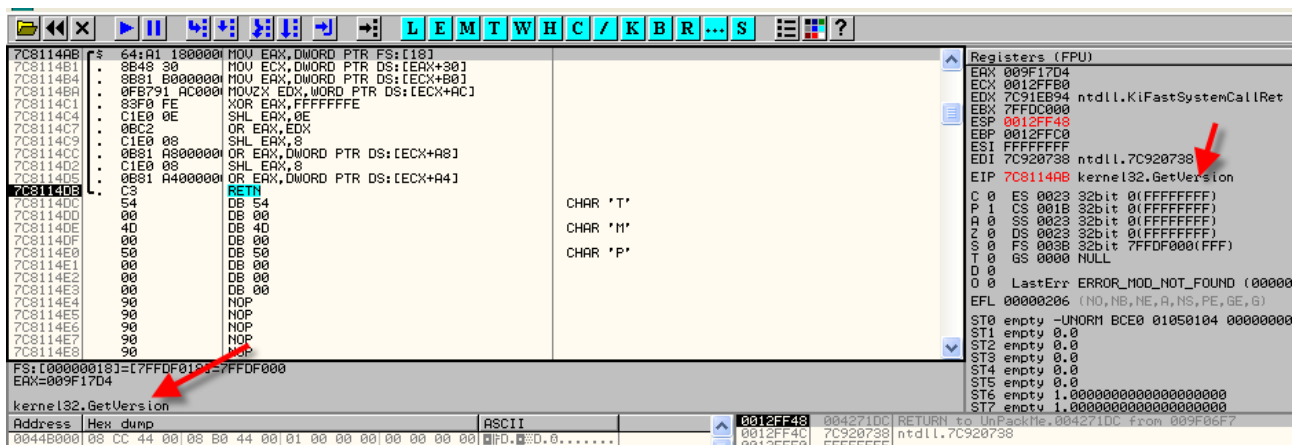 L E M T W H C / K B R ... S ?
7C8114AB $ 64:A1 1800000 MOV EAX,DWORD PTR FS:[18]
7C8114B1 . 8B48 30 MOV ECX,DWORD PTR DS:[EAX+30]
7C8114B4 . 8B81 B0000000 MOV EAX,DWORD PTR DS:[ECX+B0]
7C8114BA . 0FB791 AC000 MOVZX EDX,WORD PTR DS:[ECX+AC]
7C8114C1 . 83F0 FE XOR EAX,FFFFFFFE
7C8114C4 . C1E0 0E SHL EAX,0E
7C8114C7 . 0BC2 OR EAX,EDX
7C8114C9 . C1E0 08 SHL EAX,8
7C8114CC . 0B81 A8000000 OR EAX,DWORD PTR DS:[ECX+A8]
7C8114D2 . C1E0 08 SHL EAX,8
7C8114D5 . 0B81 A4000000 OR EAX,DWORD PTR DS:[ECX+A4]
7C8114DB . C3 RETN
7C8114DC 54 DB 54 CHAR 'T'
7C8114DD 00 DB 00
7C8114DE 4D DB 4D CHAR 'M'
7C8114DF 00 DB 00
7C8114E0 50 DB 50 CHAR 'P'
7C8114E1 00 DB 00
7C8114E2 00 DB 00
7C8114E3 00 DB 00
7C8114E4 90 NOP
7C8114E5 90 NOP
7C8114E6 90 NOP
7C8114E7 90 NOP
7C8114E8 90 NOP
FS:[00000018]=[7FFDF018]=7FFDF000
EAX=009F17D4
kernel32.GetVersion
Address Hex dump ASCII
0044B000 08 CC 44 00 08 B0 44 00 01 00 00 00 00 00 00 00
Registers (FPU)
EAX 009F17D4
ECX 0012FFB0
EDX 7C91EB94 ntdll.KiFastSystemCallRet
EBX 7FFDC000
ESP 0012FF48
EBP 0012FFC0
ESI FFFFFFFF
EDI 7C920738 ntdll.7C920738
EIP 7C8114AB kernel32.GetVersion
C 0 ES 0023 32bit 0(FFFFFFFF)
P 1 CS 001B 32bit 0(FFFFFFFF)
A 0 SS 0023 32bit 0(FFFFFFFF)
Z 0 DS 0023 32bit 0(FFFFFFFF)
S 0 FS 003B 32bit 7FFDF000(FFF)
T 0 GS 0000 NULL
D 0
O 0 LastErr ERROR_MOD_NOT_FOUND (00000
EFL 00000206 (NO,NB,NE,A,NS,PE,GE,G)
ST0 empty -UNORM BCE0 01050104 00000000
ST1 empty 0.0
ST2 empty 0.0
ST3 empty 0.0
ST4 empty 0.0
ST5 empty 0.0
ST6 empty 1.0000000000000000000
ST7 empty 1.0000000000000000000
0012FF48 004271DC RETURN to UnPackMe.004271DC from 009F06F7
0012FF4C 7C920738 ntdll.7C920738